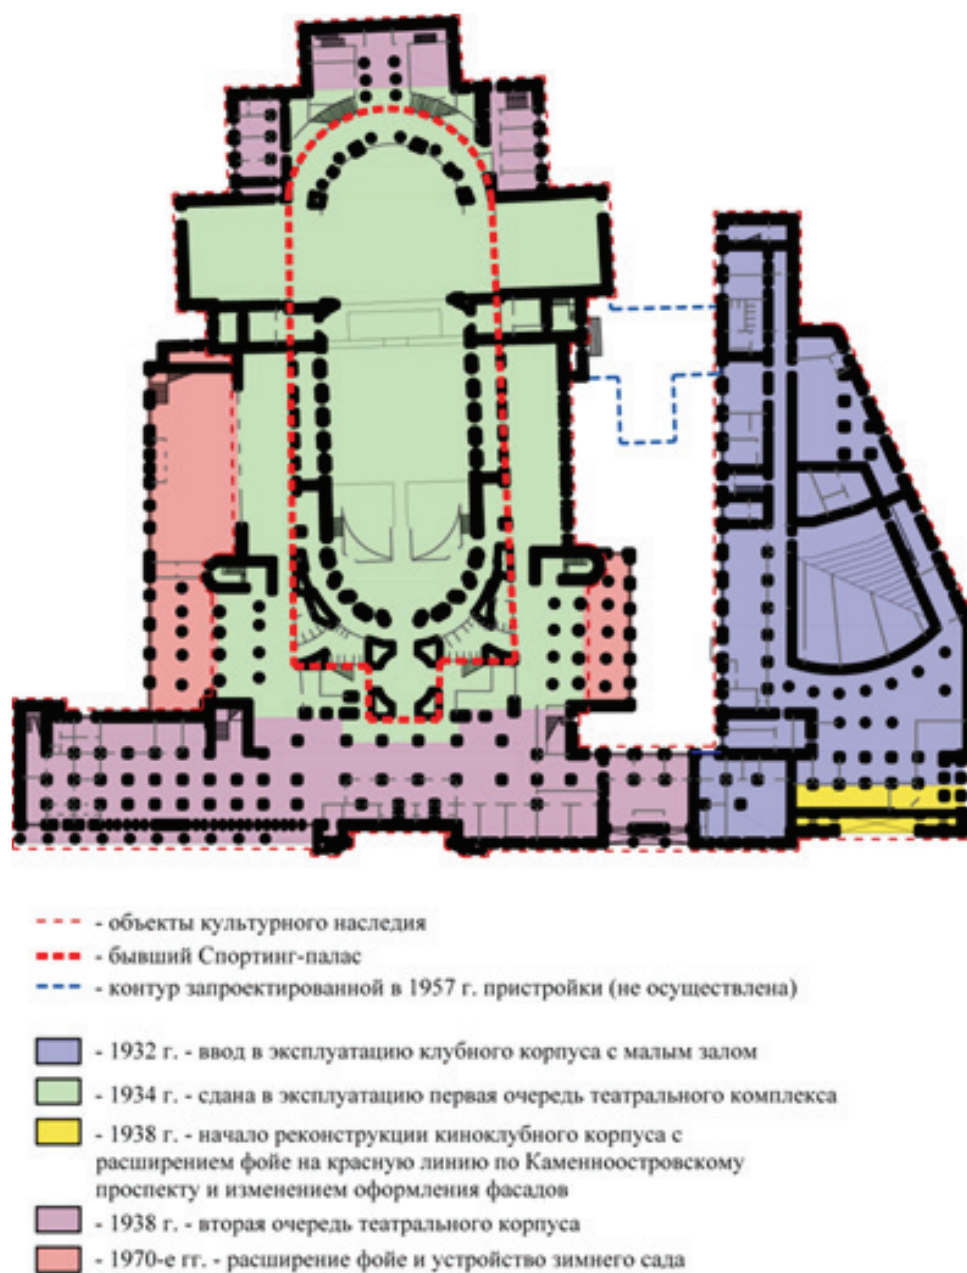 - объекты культурного наследия
- бывший Спортинг-палас
- контур запроектированной в 1957 г. пристройки (не осуществлена)
- 1932 г. - ввод в эксплуатацию клубного корпуса с малым залом
- 1934 г. - сдана в эксплуатацию первая очередь театрального комплекса
- 1938 г. - начало реконструкции киноклубного корпуса с
расширением фойе на красную линию по Каменноостровскому
проспекту и изменением оформления фасадов
- 1938 г. - вторая очередь театрального корпуса
- 1970-е гг. - расширение фойе и устройство зимнего сада